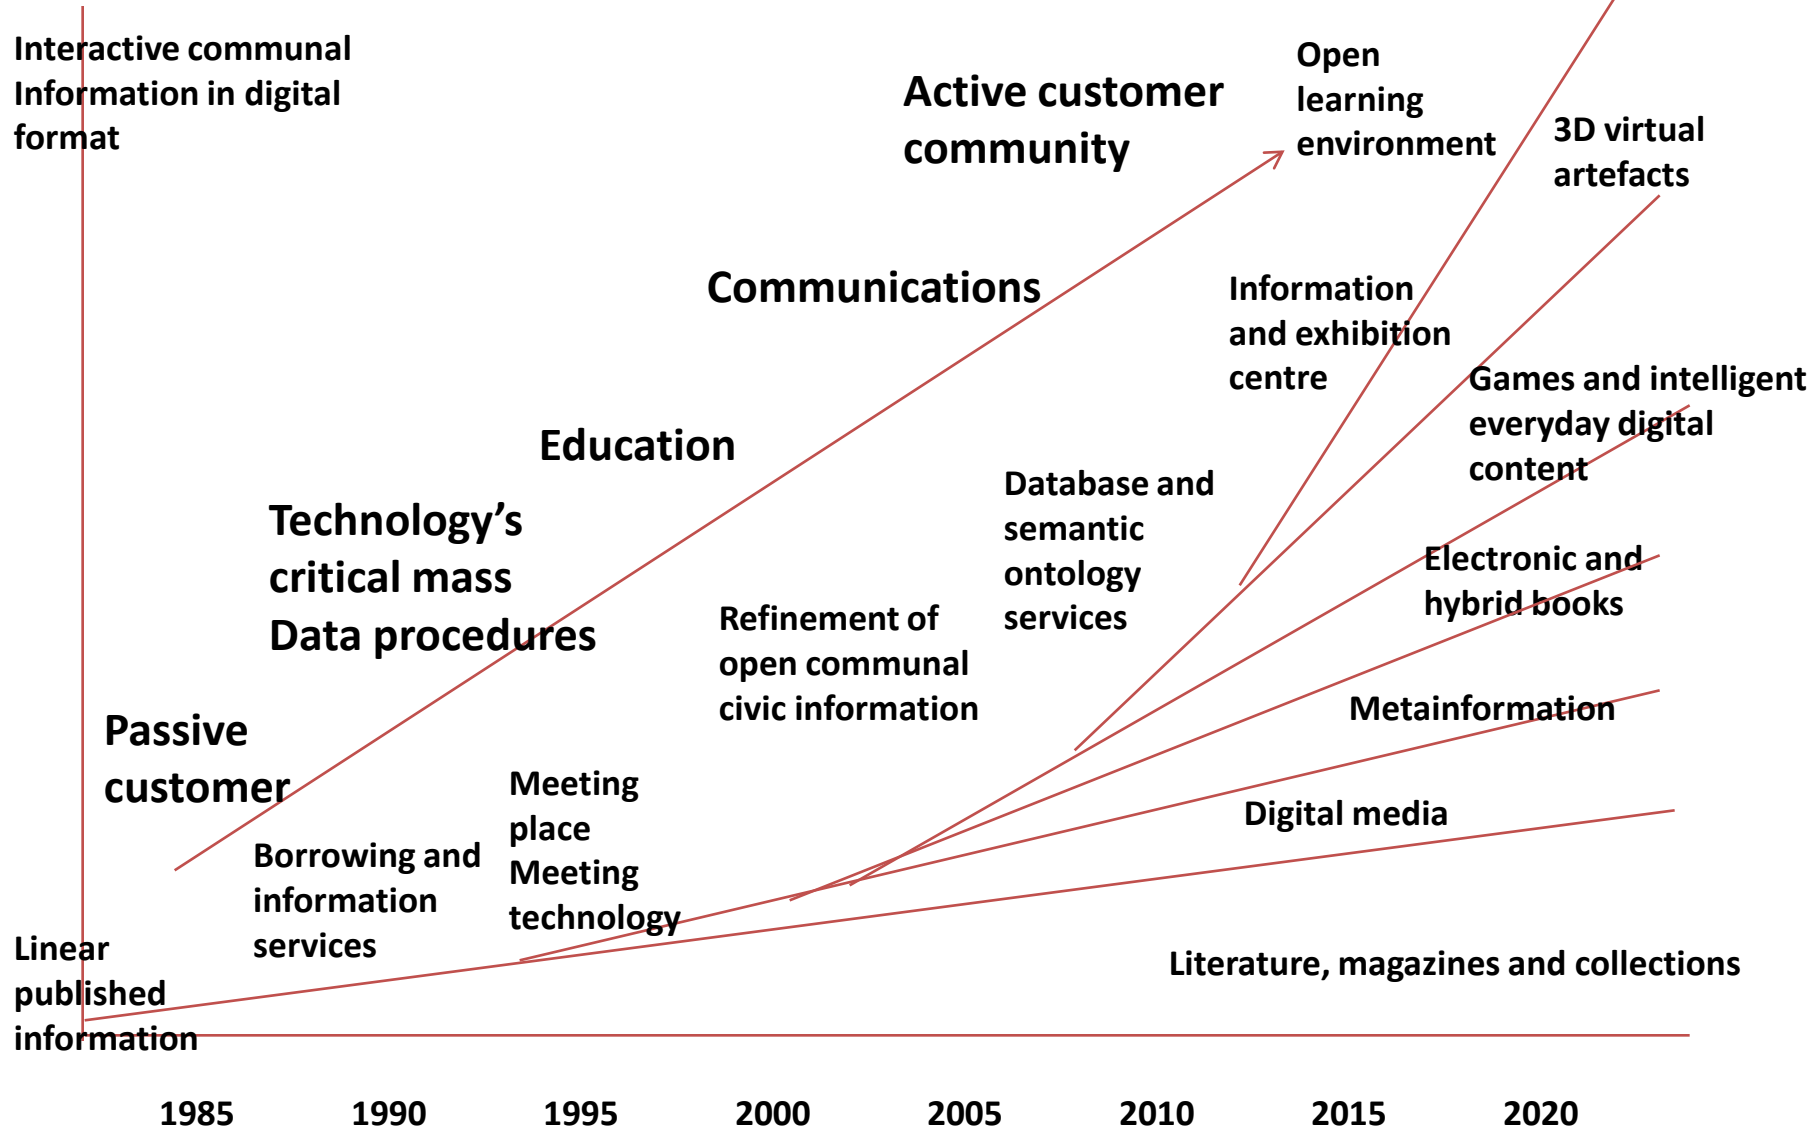 Interactive communal
Information in digital
format
Active customer
community
Open
learning
environment
3D virtual
artefacts
Communications
Information
and exhibition
centre
Games and intelligent
everyday digital
content
Education
Database and
semantic
ontology
services
Technology’s
critical mass
Data procedures
Electronic and
hybrid books
Refinement of
open communal
civic information
Metainformation
Passive
customer
Meeting
place
Meeting
technology
Digital media
Borrowing and
information
services
Linear
published
information
Literature, magazines and collections
1985 1990 1995 2000 2005 2010 2015 2020